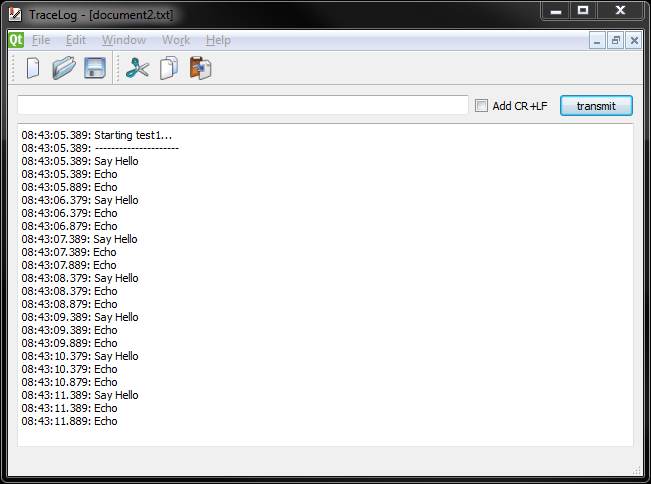 TraceLog - [document2.txt]
Qt File Edit Window Work Help
Add CR+LF transmit
08:43:05.389: Starting test1...
08:43:05.389: ---------------------
08:43:05.389: Say Hello
08:43:05.389: Echo
08:43:05.889: Echo
08:43:06.379: Say Hello
08:43:06.379: Echo
08:43:06.879: Echo
08:43:07.389: Say Hello
08:43:07.389: Echo
08:43:07.889: Echo
08:43:08.379: Say Hello
08:43:08.379: Echo
08:43:08.879: Echo
08:43:09.389: Say Hello
08:43:09.389: Echo
08:43:09.889: Echo
08:43:10.379: Say Hello
08:43:10.379: Echo
08:43:10.879: Echo
08:43:11.389: Say Hello
08:43:11.389: Echo
08:43:11.889: Echo